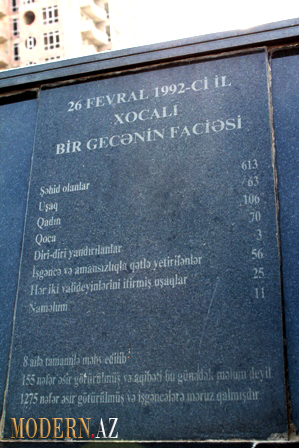 26 FEVRAL 1992-Cİ İL
XOCALI
BİR GECƏNİN FACİƏSİ
Şəhid olanlar 613
Uşaq 63
Qadın 106
Qoca 70
Diri-diri yandırılanlar 3
İşgəncə və amansızlıqla qətlə yetirilənlər 56
Hər iki valideyinlərini itirmiş uşaqlar 25
Naməlum 11
8 ailə tamamilə məhv edilib
155 nəfər əsir götürülmüş və aqibəti bu günədək məlum deyil
1275 nəfər əsir götürülmüş və işgəncələrə məruz qalmışdır
MODERN.AZ